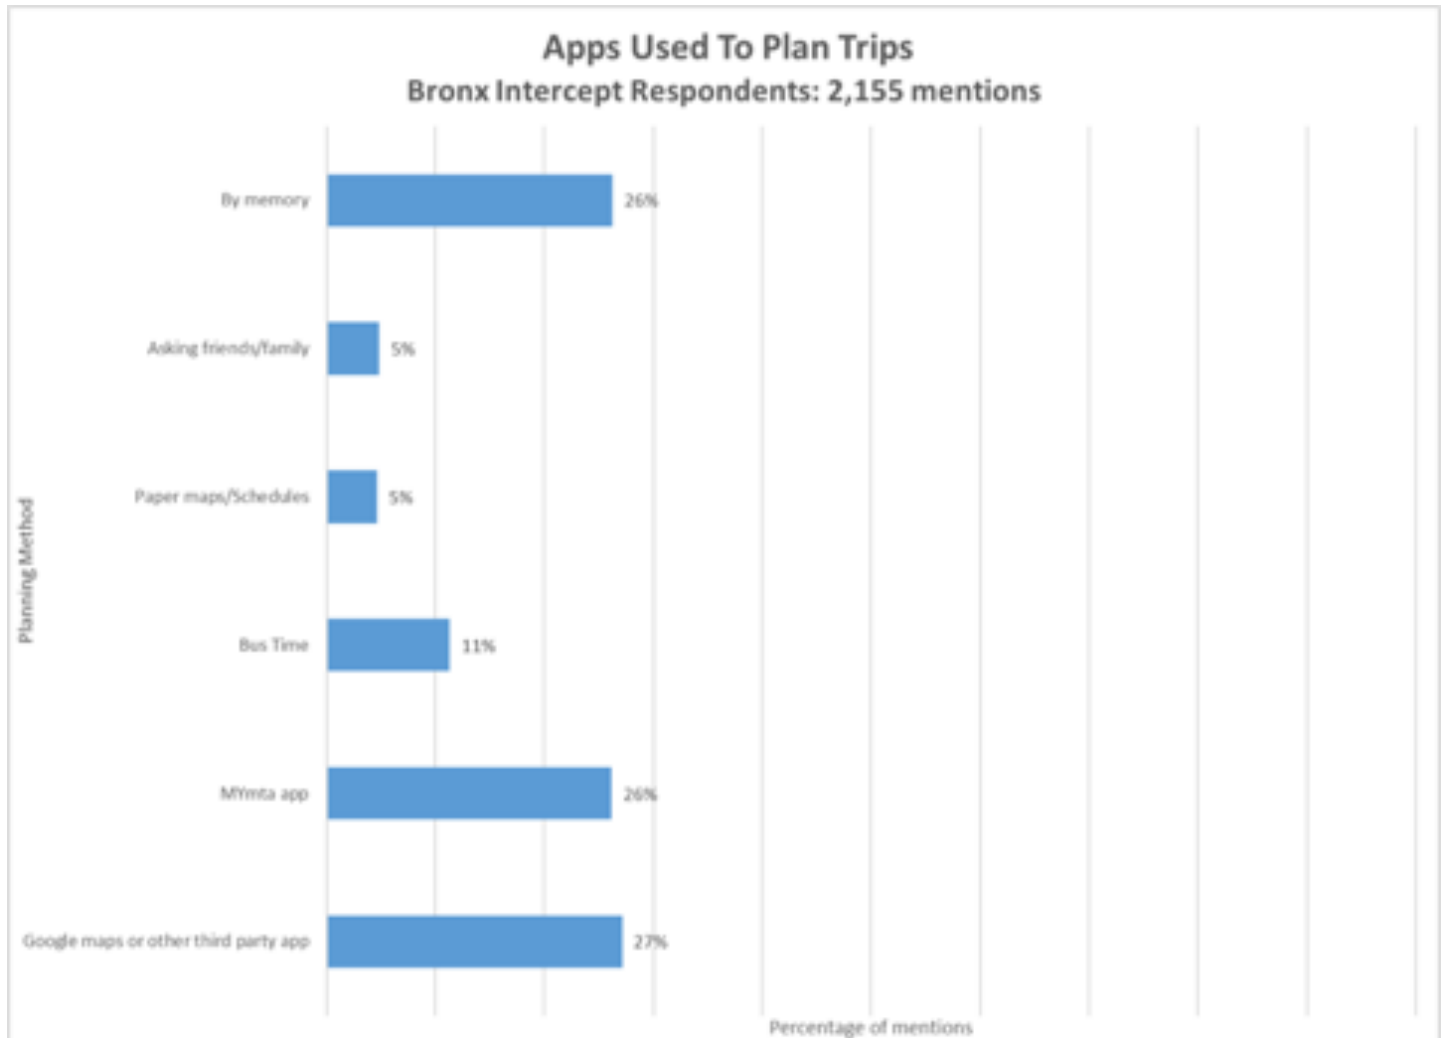 Apps Used To Plan Trips
Bronx Intercept Respondents: 2,155 mentions
By memory
26%
Asking friends/family
5%
Paper maps/Schedules
5%
Planning Method
Bus Time
11%
MYmta app
26%
Google maps or other third party app
27%
Percentage of mentions